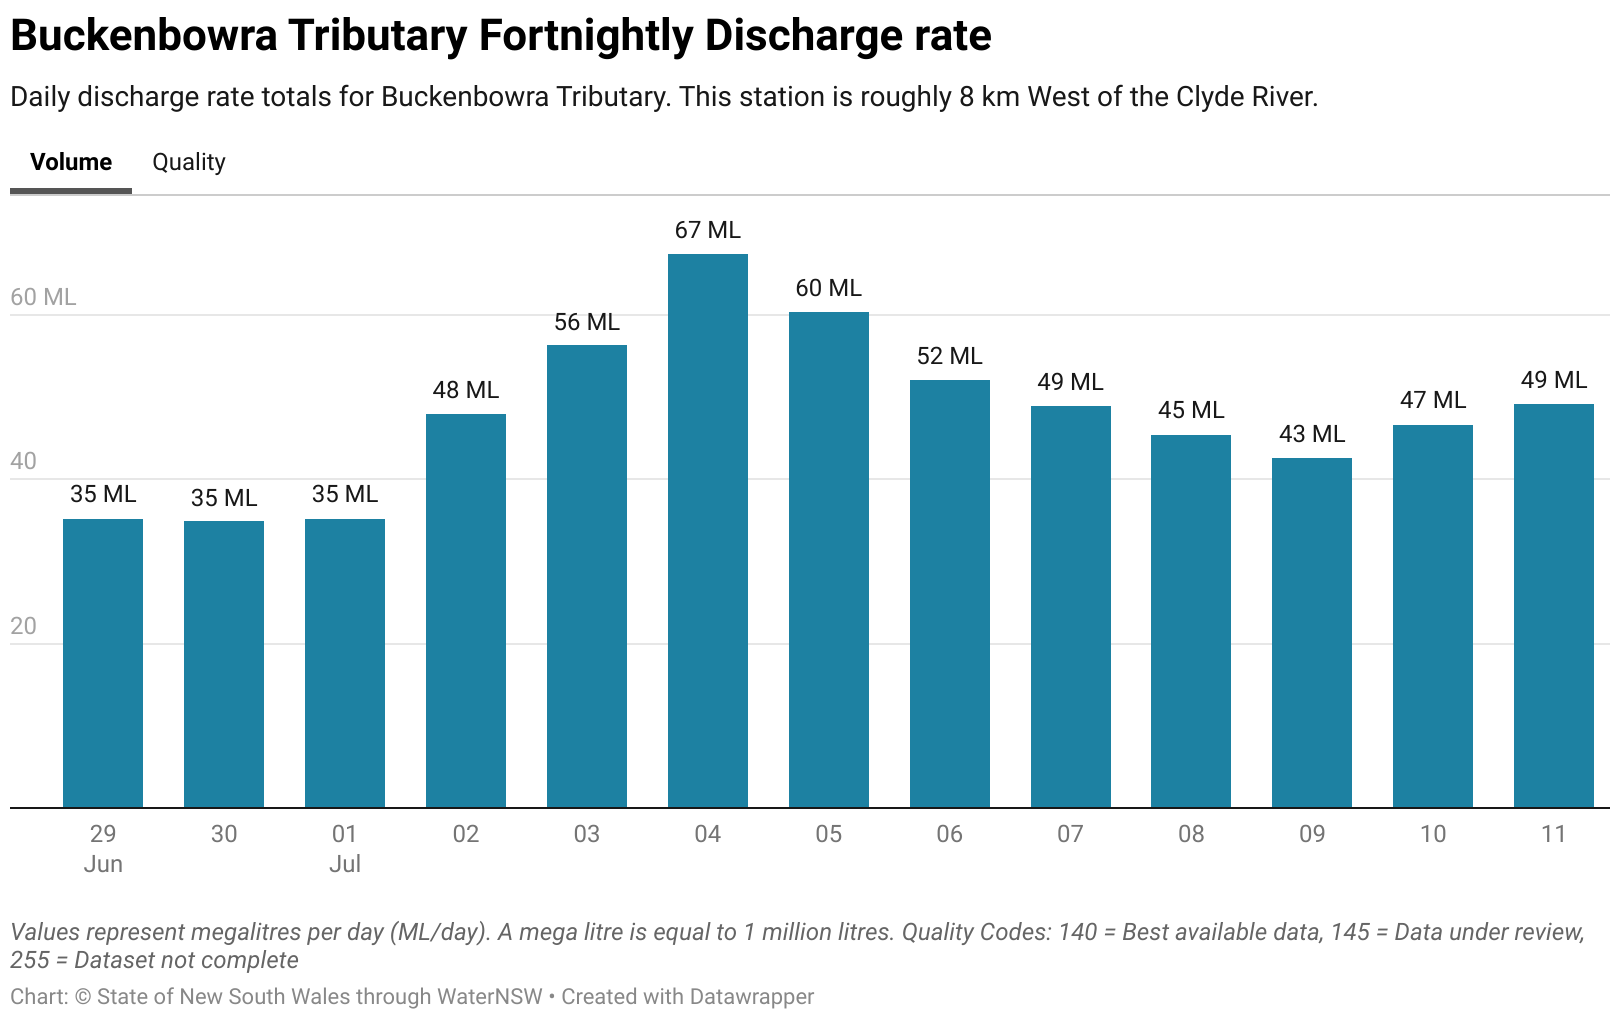 Buckenbowra Tributary Fortnightly Discharge rate
Daily discharge rate totals for Buckenbowra Tributary. This station is roughly 8 km West of the Clyde River.
Volume Quality
67 ML
60 ML
60 ML
56 ML
52 ML
49 ML
49 ML
48 ML
47 ML
45 ML
43 ML
40
35 ML 35 ML 35 ML
20
29 30 01 02 03 04 05 06 07 08 09 10 11
Jun Jul
Values represent megalitres per day (ML/day). A mega litre is equal to 1 million litres. Quality Codes: 140 = Best available data, 145 = Data under review,
255 = Dataset not complete
Chart: © State of New South Wales through WaterNSW • Created with Datawrapper